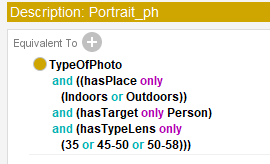 Description: Portrait_ph
Equivalent To +
TypeOfPhoto
and ((hasPlace only
(Indoors or Outdoors))
and (hasTarget only Person)
and (hasTypeLens only
(35 or 45-50 or 50-58)))